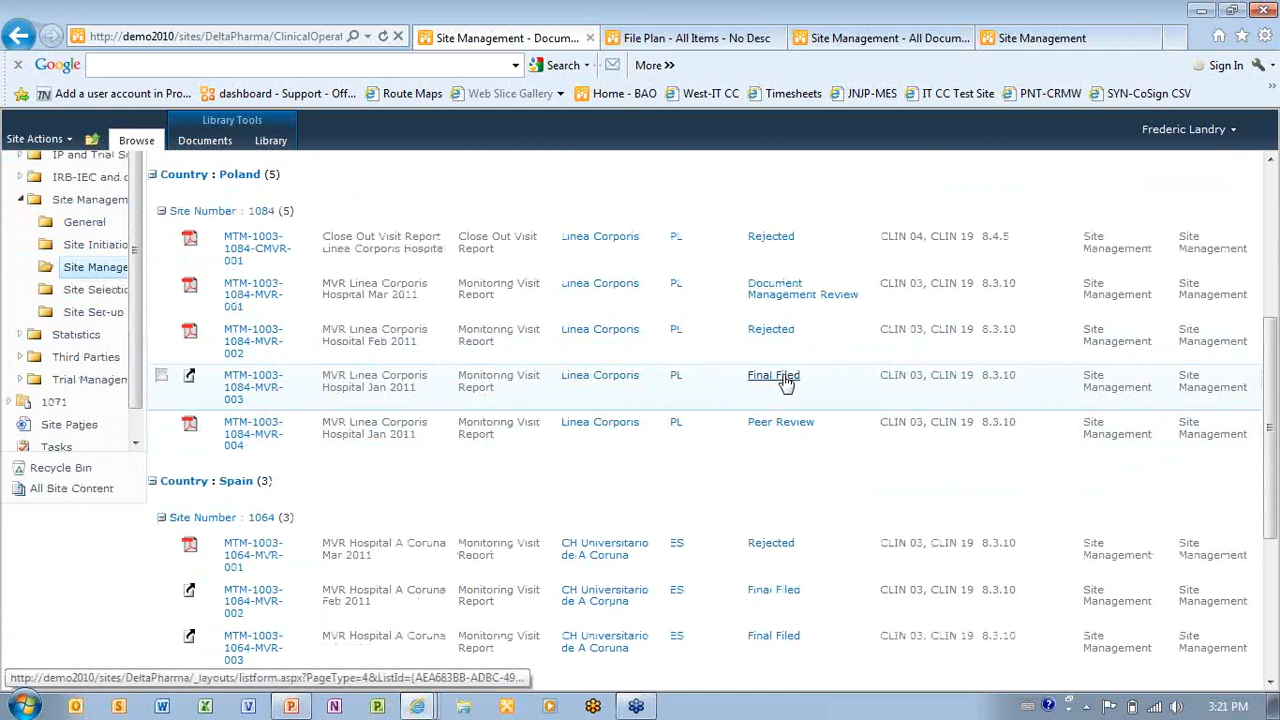 http://demo2010/sites/DeltaPharma/ClinicalOperat
Site Management - Docum...
File Plan - All Items - No Desc
Site Management - All Docum...
Site Management
Google
Search
More »
Sign In
Add a user account in Pro...
dashboard - Support - Off...
Route Maps
Web Slice Gallery
Home - BAO
West-IT CC
Timesheets
JNJP-MES
IT CC Test Site
PNT-CRMW
SYN-CoSign CSV
Library Tools
Site Actions
Browse
Documents
Library
Frederic Landry
IP and Trial Si
IRB-IEC and.c
Site Managem
General
Site Initiatio
Site Manage
Site Selectio
Site Set-up
Statistics
Third Parties
Trial Managen
1071
Site Pages
Tasks
Recycle Bin
All Site Content
Country : Poland (5)
Site Number : 1084 (5)
MTM-1003-1084-CMVR-001 Close Out Visit Report Linea Corporis Hospita Close Out Visit Report Linea Corporis PL Rejected CLIN 04, CLIN 19 8.4.5 Site Management Site Management
MTM-1003-1084-MVR-001 MVR Linea Corporis Hospital Mar 2011 Monitoring Visit Report Linea Corporis PL Document Management Review CLIN 03, CLIN 19 8.3.10 Site Management Site Management
MTM-1003-1084-MVR-002 MVR Linea Corporis Hospital Feb 2011 Monitoring Visit Report Linea Corporis PL Rejected CLIN 03, CLIN 19 8.3.10 Site Management Site Management
MTM-1003-1084-MVR-003 MVR Linea Corporis Hospital Jan 2011 Monitoring Visit Report Linea Corporis PL Final Filed CLIN 03, CLIN 19 8.3.10 Site Management Site Management
MTM-1003-1084-MVR-004 MVR Linea Corporis Hospital Jan 2011 Monitoring Visit Report Linea Corporis PL Peer Review CLIN 03, CLIN 19 8.3.10 Site Management Site Management
Country : Spain (3)
Site Number : 1064 (3)
MTM-1003-1064-MVR-001 MVR Hospital A Coruna Mar 2011 Monitoring Visit Report CH Universitario de A Coruna ES Rejected CLIN 03, CLIN 19 8.3.10 Site Management Site Management
MTM-1003-1084-MVR-002 MVR Hospital A Coruna Feb 2011 Monitoring Visit Report CH Universitario de A Coruna ES Final Filed CLIN 03, CLIN 19 8.3.10 Site Management Site Management
MTM-1003-1064-MVR-003 MVR Hospital A Coruna Monitoring Visit Report CH Universitario de A Coruna ES Final Filed CLIN 03, CLIN 19 8.3.10 Site Management Site Management
http://demo2010/sites/DeltaPharma/_layouts/listform.aspx?PageType=4&ListId={AEA683BB-ADBC-49...
3:21 PM